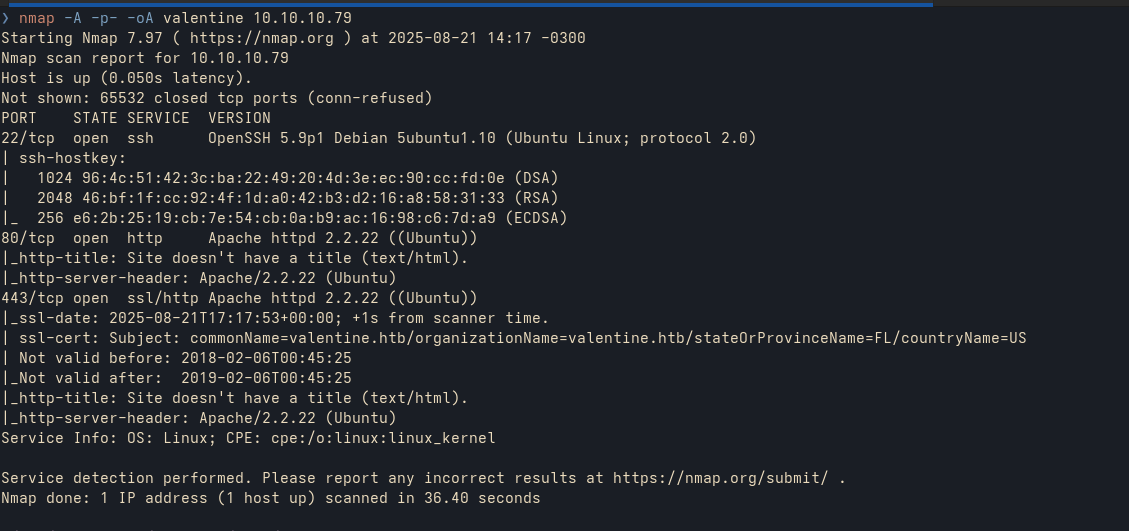 ❯ nmap -A -p- -oA valentine 10.10.10.79
Starting Nmap 7.97 ( https://nmap.org ) at 2025-08-21 14:17 -0300
Nmap scan report for 10.10.10.79
Host is up (0.050s latency).
Not shown: 65532 closed tcp ports (conn-refused)
PORT    STATE SERVICE  VERSION
22/tcp  open  ssh      OpenSSH 5.9p1 Debian 5ubuntu1.10 (Ubuntu Linux; protocol 2.0)
| ssh-hostkey:
|   1024 96:4c:51:42:3c:ba:22:49:20:4d:3e:ec:90:cc:fd:0e (DSA)
|   2048 46:bf:1f:cc:92:4f:1d:a0:42:b3:d2:16:a8:58:31:33 (RSA)
|_  256 e6:2b:25:19:cb:7e:54:cb:0a:b9:ac:16:98:c6:7d:a9 (ECDSA)
80/tcp  open  http     Apache httpd 2.2.22 ((Ubuntu))
|_http-title: Site doesn't have a title (text/html).
|_http-server-header: Apache/2.2.22 (Ubuntu)
443/tcp open  ssl/http Apache httpd 2.2.22 ((Ubuntu))
|_ssl-date: 2025-08-21T17:17:53+00:00; +1s from scanner time.
| ssl-cert: Subject: commonName=valentine.htb/organizationName=valentine.htb/stateOrProvinceName=FL/countryName=US
| Not valid before: 2018-02-06T00:45:25
|_Not valid after:  2019-02-06T00:45:25
|_http-title: Site doesn't have a title (text/html).
|_http-server-header: Apache/2.2.22 (Ubuntu)
Service Info: OS: Linux; CPE: cpe:/o:linux:linux_kernel
Service detection performed. Please report any incorrect results at https://nmap.org/submit/ .
Nmap done: 1 IP address (1 host up) scanned in 36.40 seconds